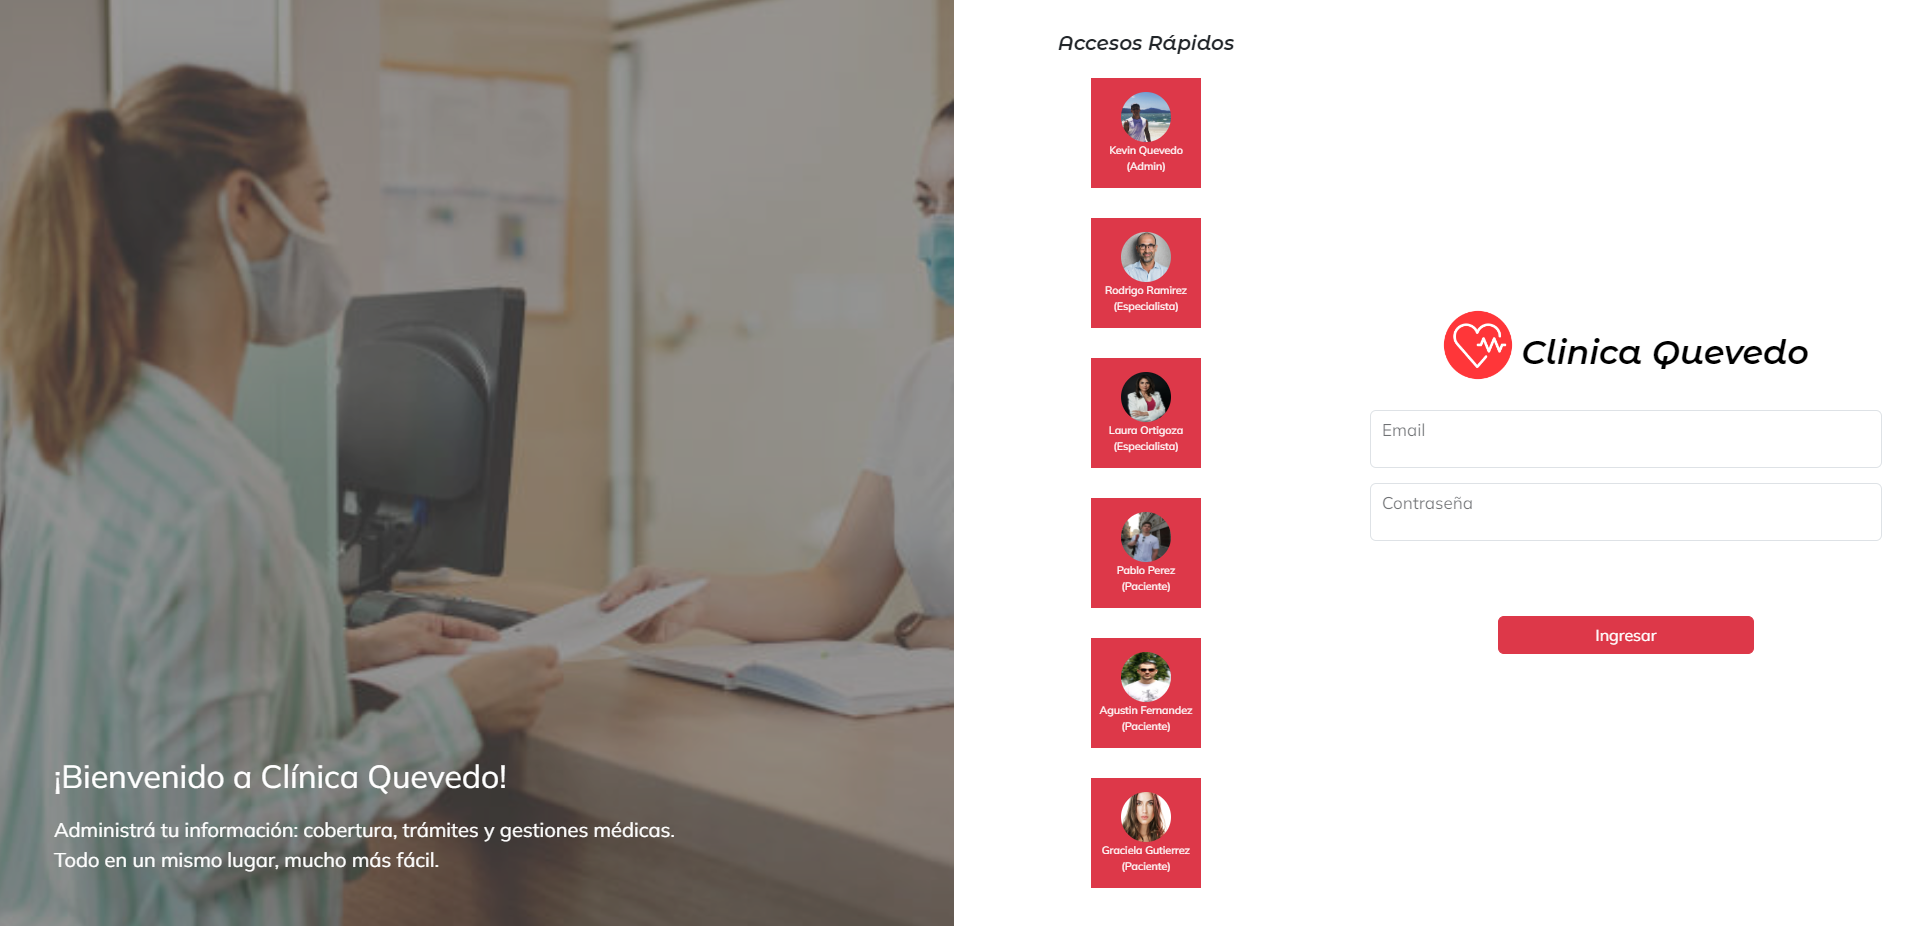 ¡Bienvenido a Clínica Quevedo!
Administrá tu información: cobertura, trámites y gestiones médicas.
Todo en un mismo lugar, mucho más fácil.
Accesos Rápidos
Kevin Quevedo
(Admin)
Rodrigo Ramirez
(Especialista)
Laura Ortigoza
(Especialista)
Pablo Perez
(Paciente)
Agustin Fernandez
(Paciente)
Graciela Gutierrez
(Paciente)
Clinica Quevedo
Email
Contraseña
Ingresar